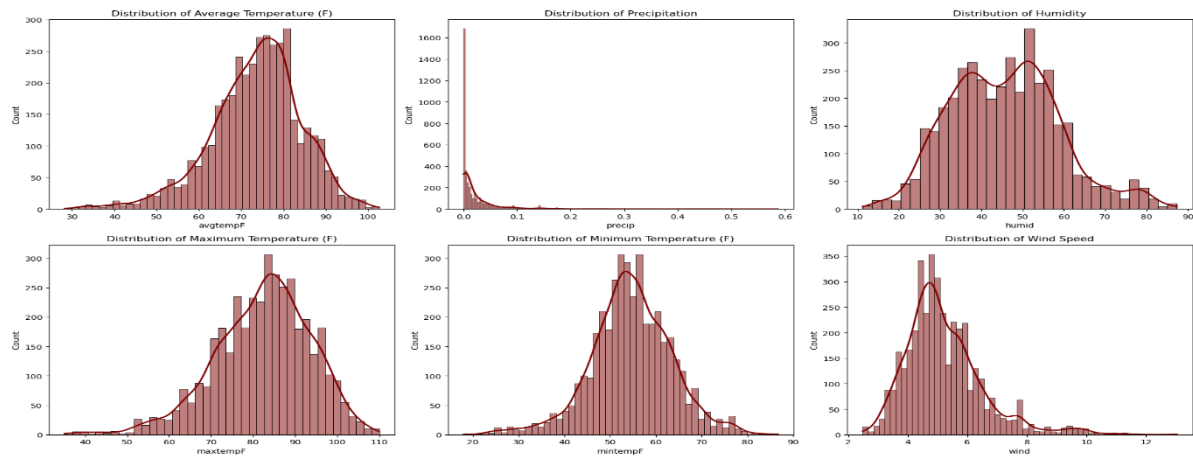 Distribution of Average Temperature (F)
300
250
200
150
100
50
0
Count
30 40 50 60 70 80 90 100
avgtempF
Distribution of Precipitation
1600
1400
1200
1000
800
600
400
200
0
Count
0.0 0.1 0.2 0.3 0.4 0.5 0.6
precip
Distribution of Humidity
300
250
200
150
100
50
0
Count
10 20 30 40 50 60 70 80 90
humid
Distribution of Maximum Temperature (F)
300
250
200
150
100
50
0
Count
40 50 60 70 80 90 100 110
maxtempF
Distribution of Minimum Temperature (F)
300
250
200
150
100
50
0
Count
20 30 40 50 60 70 80 90
mintempF
Distribution of Wind Speed
350
300
250
200
150
100
50
0
Count
2 4 6 8 10 12
wind